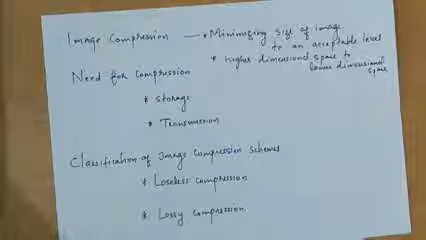 Image Compression — * Minimizing size of image
to an acceptable level
* higher dimensional space to
lower dimensional
space
Need for Compression
* Storage
* Transmission
Classification of Image Compression Schemes
* Loseless compression
* Lossy compression